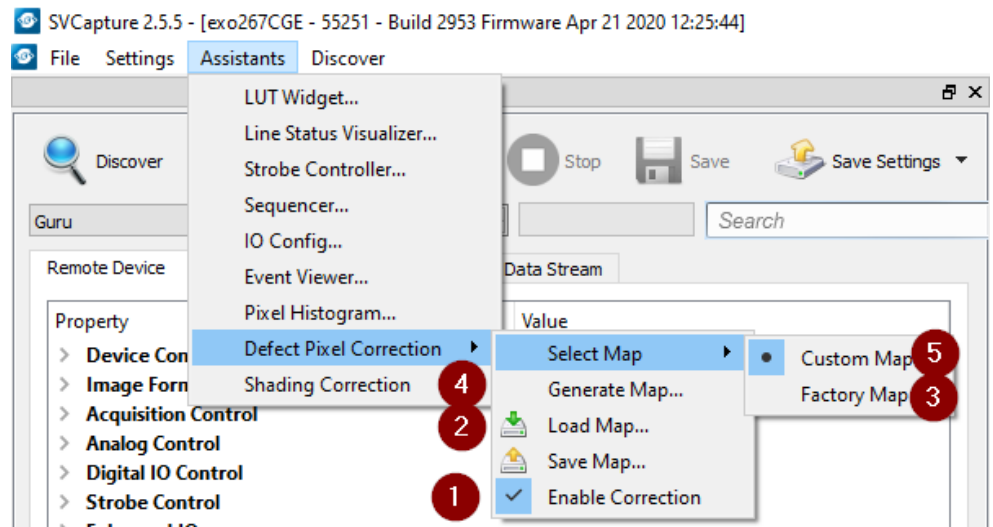 SVCapture 2.5.5 - [exo267CGE - 55251 - Build 2953 Firmware Apr 21 2020 12:25:44]
File Settings Assistants Discover
LUT Widget...
Line Status Visualizer...
Strobe Controller...
Sequencer...
IO Config...
Event Viewer...
Pixel Histogram...
Defect Pixel Correction
Shading Correction
Discover
Stop
Save
Save Settings
Guru
Search
Remote Device
Data Stream
Property
Value
Device Con
Image Form
Acquisition Control
Analog Control
Digital IO Control
Strobe Control
Select Map
Generate Map...
Load Map...
Save Map...
Enable Correction
Custom Map
Factory Map
4
2
1
5
3